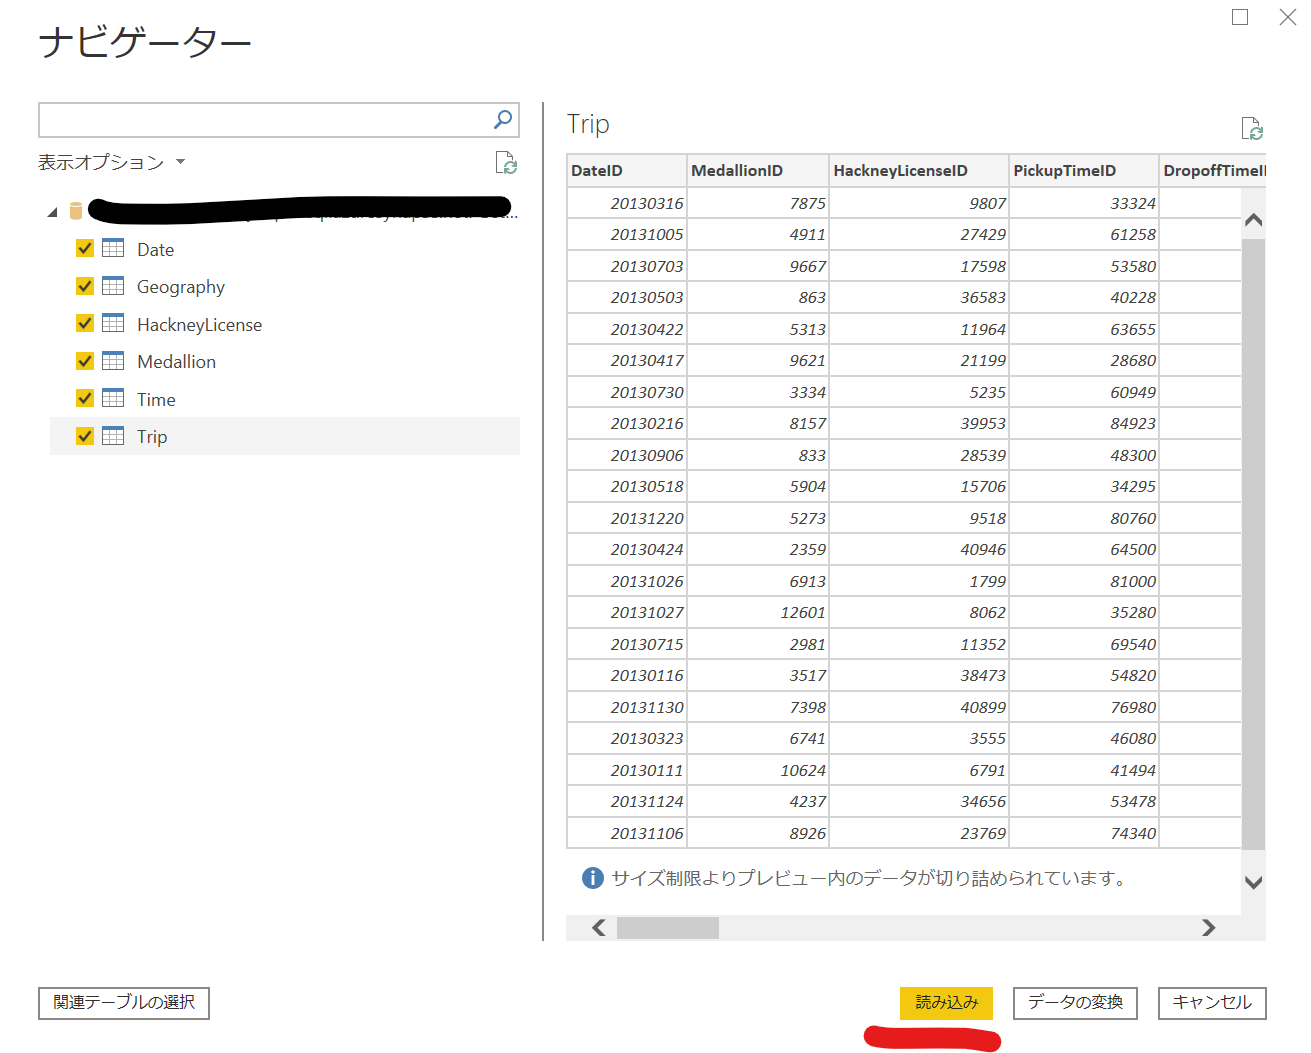 ナビゲーター
表示オプション
Date
Geography
HackneyLicense
Medallion
Time
Trip
Trip
DateID MedallionID HackneyLicenseID PickupTimeID DropoffTimeI
20130316 7875 9807 33324
20131005 4911 27429 61258
20130703 9667 17598 53580
20130503 863 36583 40228
20130422 5313 11964 63655
20130417 9621 21199 28680
20130730 3334 5235 60949
20130216 8157 39953 84923
20130906 833 28539 48300
20130518 5904 15706 34295
20131220 5273 9518 80760
20130424 2359 40946 64500
20131026 6913 1799 81000
20131027 12601 8062 35280
20130715 2981 11352 69540
20130116 3517 38473 54820
20131130 7398 40899 76980
20130323 6741 3555 46080
20130111 10624 6791 41494
20131124 4237 34656 53478
20131106 8926 23769 74340
サイズ制限よりプレビュー内のデータが切り詰められています。
関連テーブルの選択
読み込み
データの変換
キャンセル